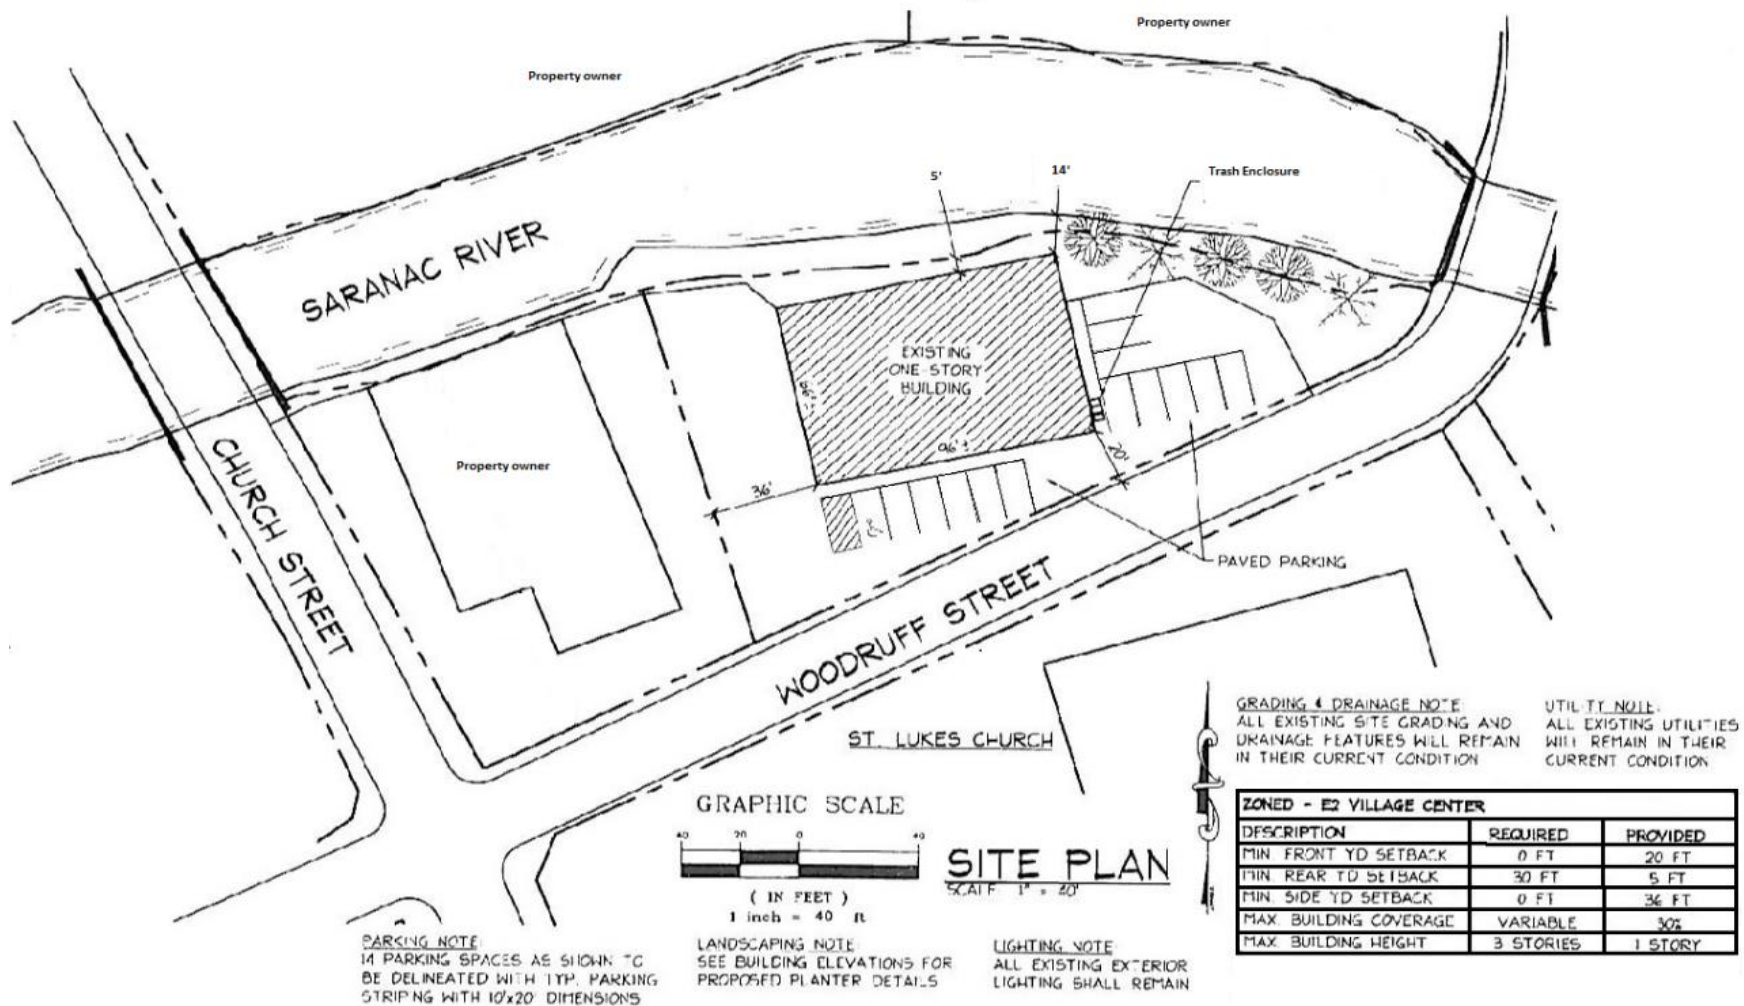 Property owner
Property owner
5'
14'
Trash Enclosure
SARANAC RIVER
EXISTING
ONE-STORY
BUILDING
66'±
96'±
Property owner
36'
20'
CHURCH STREET
PAVED PARKING
WOODRUFF STREET
ST. LUKES CHURCH
GRADING & DRAINAGE NOTE:
ALL EXISTING SITE GRADING AND
DRAINAGE FEATURES WILL REMAIN
IN THEIR CURRENT CONDITION
UTILITY NOTE:
ALL EXISTING UTILITIES
WILL REMAIN IN THEIR
CURRENT CONDITION
GRAPHIC SCALE
40 20 0 40
( IN FEET )
1 inch = 40 ft
SITE PLAN
SCALE 1" = 40'
ZONED - E2 VILLAGE CENTER
DESCRIPTION REQUIRED PROVIDED
MIN. FRONT YD SETBACK 0 FT 20 FT
MIN. REAR YD SETBACK 30 FT 5 FT
MIN. SIDE YD SETBACK 0 FT 36 FT
MAX. BUILDING COVERAGE VARIABLE 30%
MAX. BUILDING HEIGHT 3 STORIES 1 STORY
PARKING NOTE:
14 PARKING SPACES AS SHOWN TO
BE DELINEATED WITH TYP. PARKING
STRIPING WITH 10'x20' DIMENSIONS
LANDSCAPING NOTE:
SEE BUILDING ELEVATIONS FOR
PROPOSED PLANTER DETAILS
LIGHTING NOTE:
ALL EXISTING EXTERIOR
LIGHTING SHALL REMAIN